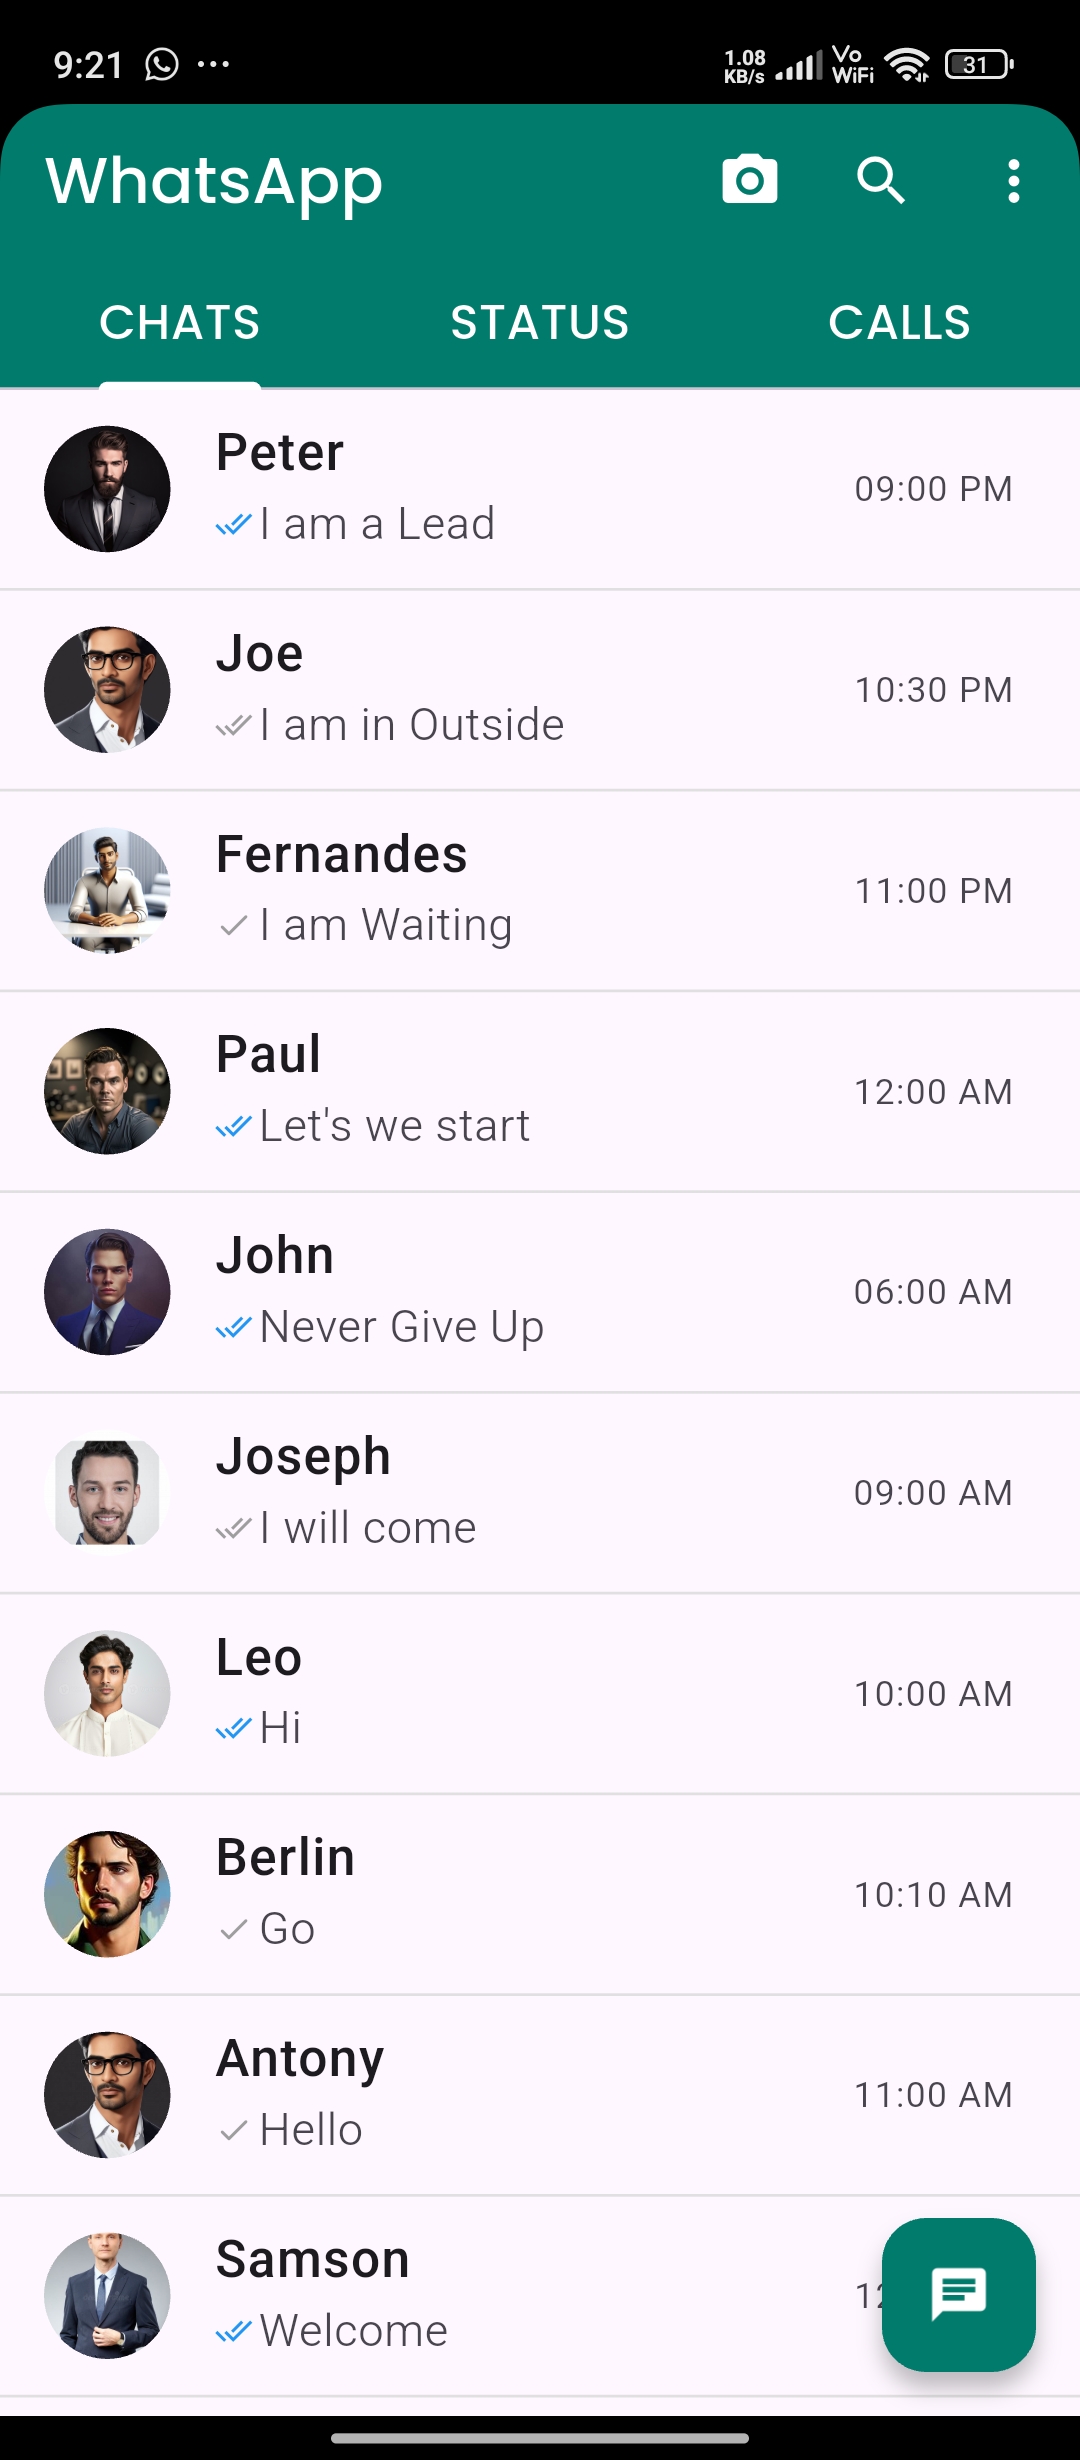 9:21 ... 1.08 KB/s Vo WiFi 31
WhatsApp
CHATS STATUS CALLS
Peter
I am a Lead
09:00 PM
Joe
I am in Outside
10:30 PM
Fernandes
I am Waiting
11:00 PM
Paul
Let's we start
12:00 AM
John
Never Give Up
06:00 AM
Joseph
I will come
09:00 AM
Leo
Hi
10:00 AM
Berlin
Go
10:10 AM
Antony
Hello
11:00 AM
Samson
Welcome